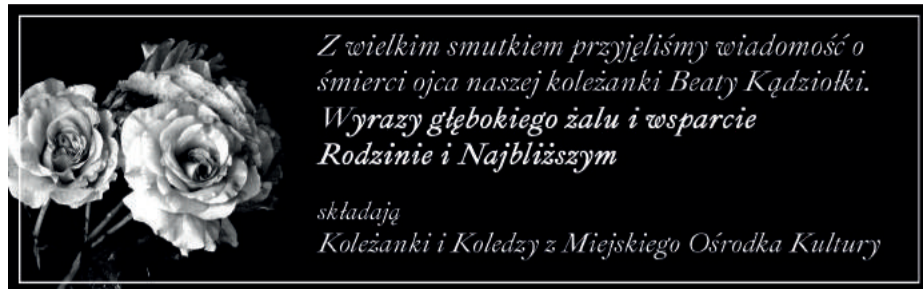 Z wielkim smutkiem przyjęliśmy wiadomość o
śmierci ojca naszej koleżanki Beaty Kądziołki.
Wyrazy głębokiego żalu i wsparcie
Rodzinie i Najbliższym
składają
Koleżanki i Koledzy z Miejskiego Ośrodka Kultury